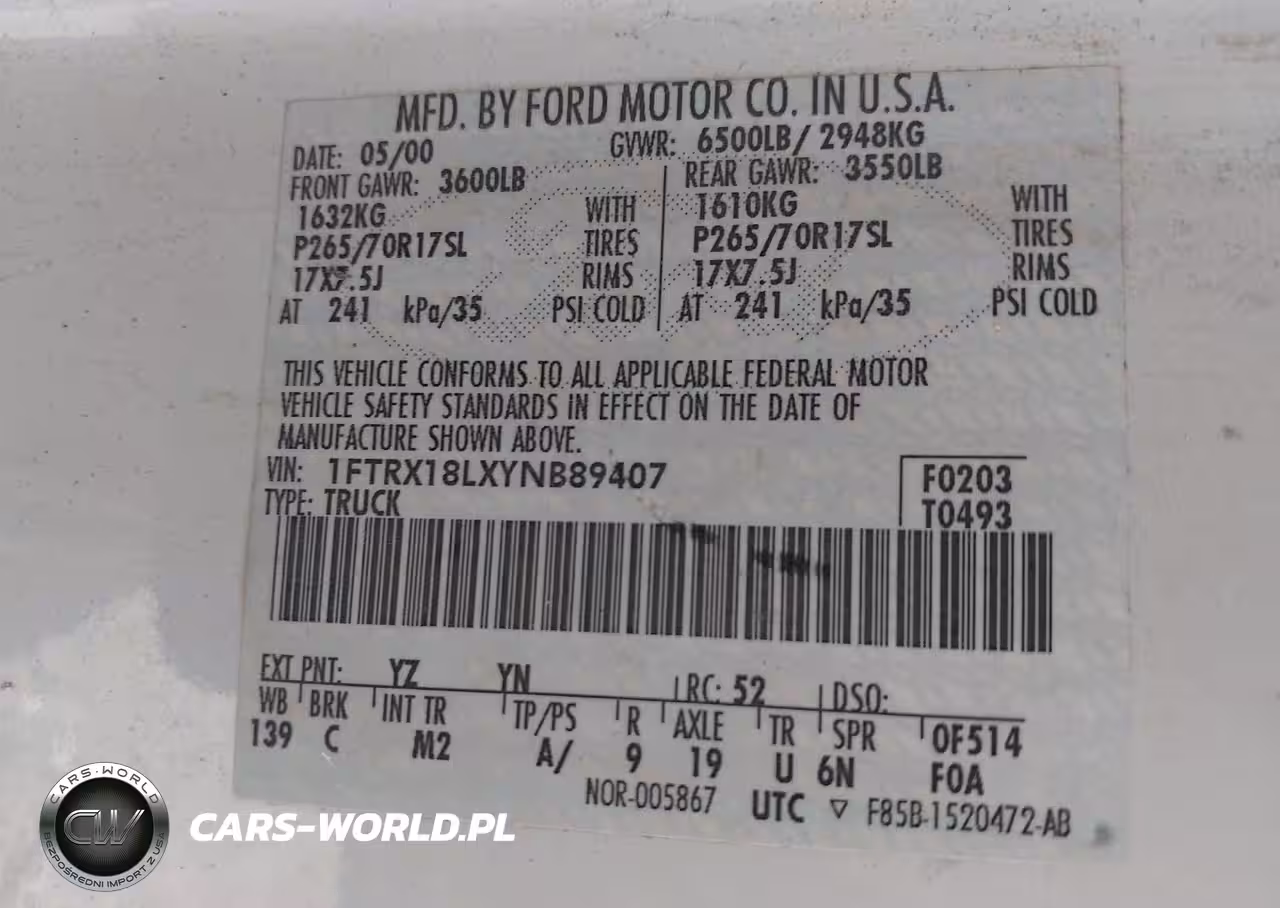 MFD. BY FORD MOTOR CO. IN U.S.A.
DATE: 05/00 GVWR: 6500LB/ 2948KG
FRONT GAWR: 3600LB REAR GAWR: 3550LB
1632KG WITH 1610KG WITH
P265/70R17SL TIRES P265/70R17SL TIRES
17X7.5J RIMS 17X7.5J RIMS
AT 241 kPa/35 PSI COLD AT 241 kPa/35 PSI COLD
THIS VEHICLE CONFORMS TO ALL APPLICABLE FEDERAL MOTOR
VEHICLE SAFETY STANDARDS IN EFFECT ON THE DATE OF
MANUFACTURE SHOWN ABOVE.
VIN: 1FTRX18LXYNB89407 F0203
TYPE: TRUCK T0493
EXT PNT: YZ YN RC: 52 DSO:
WB BRK INT TR TP/PS R AXLE TR SPR 0F514
139 C M2 A/ 9 19 U 6N F0A
NOR-005867 UTC ▽ F85B-1520472-AB
CARS-WORLD
CW
BEZPOŚREDNI IMPORT Z USA
CARS-WORLD.PL